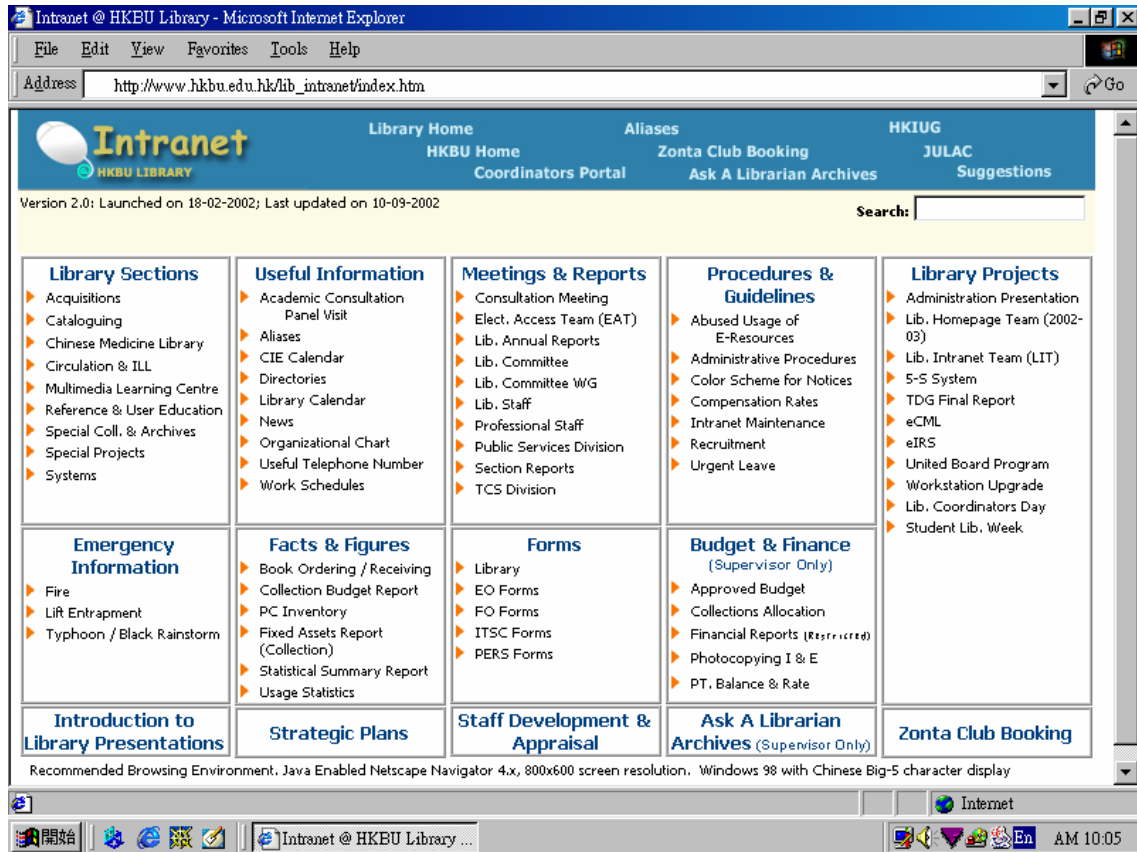 Intranet @ HKBU Library - Microsoft Internet Explorer
File Edit View Favorites Tools Help
Address http://www.hkbu.edu.hk/lib_intranet/index.htm Go
Intranet
HKBU LIBRARY
Library Home Aliases HKIUG
HKBU Home Zonta Club Booking JULAC
Coordinators Portal Ask A Librarian Archives Suggestions
Version 2.0: Launched on 18-02-2002; Last updated on 10-09-2002
Search:
Library Sections
Acquisitions
Cataloguing
Chinese Medicine Library
Circulation & ILL
Multimedia Learning Centre
Reference & User Education
Special Coll. & Archives
Special Projects
Systems
Useful Information
Academic Consultation
Panel Visit
Aliases
CIE Calendar
Directories
Library Calendar
News
Organizational Chart
Useful Telephone Number
Work Schedules
Meetings & Reports
Consultation Meeting
Elect. Access Team (EAT)
Lib. Annual Reports
Lib. Committee
Lib. Committee WG
Lib. Staff
Professional Staff
Public Services Division
Section Reports
TCS Division
Procedures &
Guidelines
Abused Usage of
E-Resources
Administrative Procedures
Color Scheme for Notices
Compensation Rates
Intranet Maintenance
Recruitment
Urgent Leave
Library Projects
Administration Presentation
Lib. Homepage Team (2002-
03)
Lib. Intranet Team (LIT)
5-S System
TDG Final Report
eCML
eIRS
United Board Program
Workstation Upgrade
Lib. Coordinators Day
Student Lib. Week
Emergency
Information
Fire
Lift Entrapment
Typhoon / Black Rainstorm
Facts & Figures
Book Ordering / Receiving
Collection Budget Report
PC Inventory
Fixed Assets Report
(Collection)
Statistical Summary Report
Usage Statistics
Forms
Library
EO Forms
FO Forms
ITSC Forms
PERS Forms
Budget & Finance
(Supervisor Only)
Approved Budget
Collections Allocation
Financial Reports (Restricted)
Photocopying I & E
PT. Balance & Rate
Introduction to
Library Presentations
Strategic Plans
Staff Development &
Appraisal
Ask A Librarian
Archives (Supervisor Only)
Zonta Club Booking
Recommended Browsing Environment. Java Enabled Netscape Navigator 4.x, 800x600 screen resolution. Windows 98 with Chinese Big-5 character display
Internet
開始 Intranet @ HKBU Library ... En AM 10:05